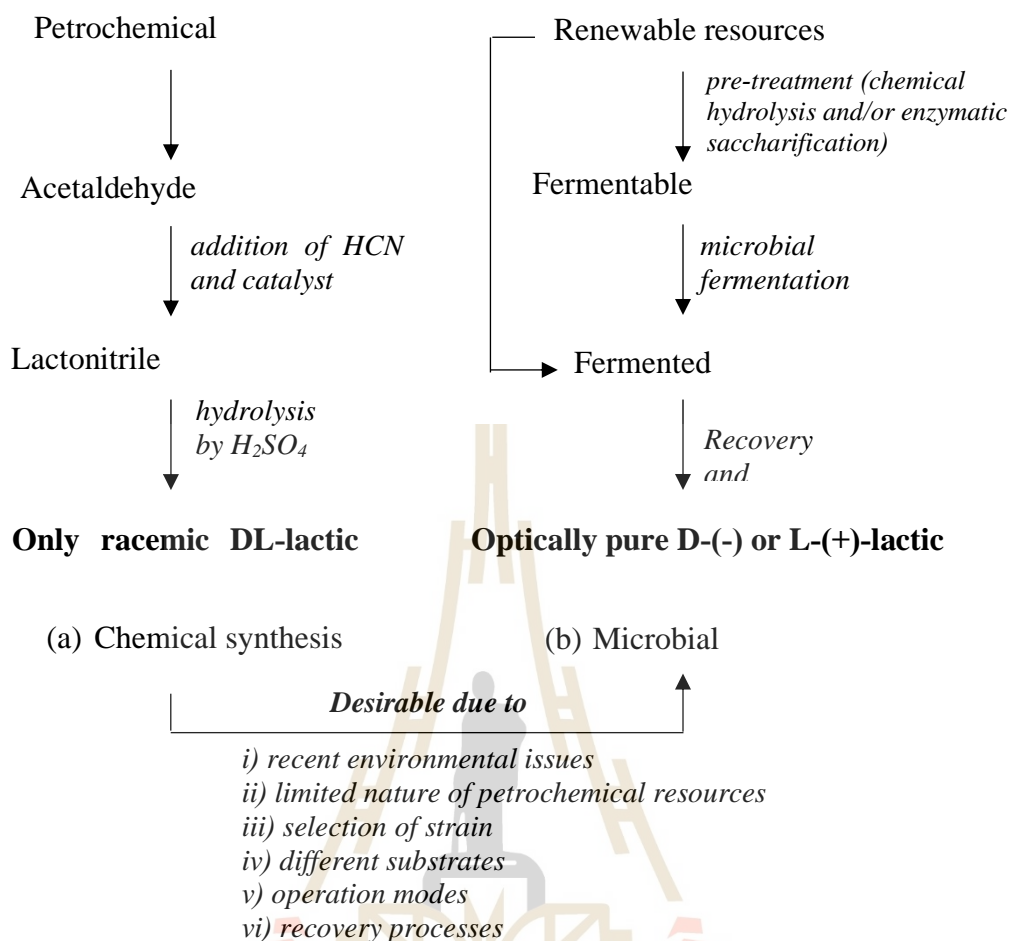 Petrochemical
Acetaldehyde
addition of HCN
and catalyst
Lactonitrile
hydrolysis
by H₂SO₄
Only racemic DL-lactic
(a) Chemical synthesis
Renewable resources
pre-treatment (chemical
hydrolysis and/or enzymatic
saccharification)
Fermentable
microbial
fermentation
Fermented
Recovery
and
Optically pure D-(-) or L-(+)-lactic
(b) Microbial
Desirable due to
i) recent environmental issues
ii) limited nature of petrochemical resources
iii) selection of strain
iv) different substrates
v) operation modes
vi) recovery processes